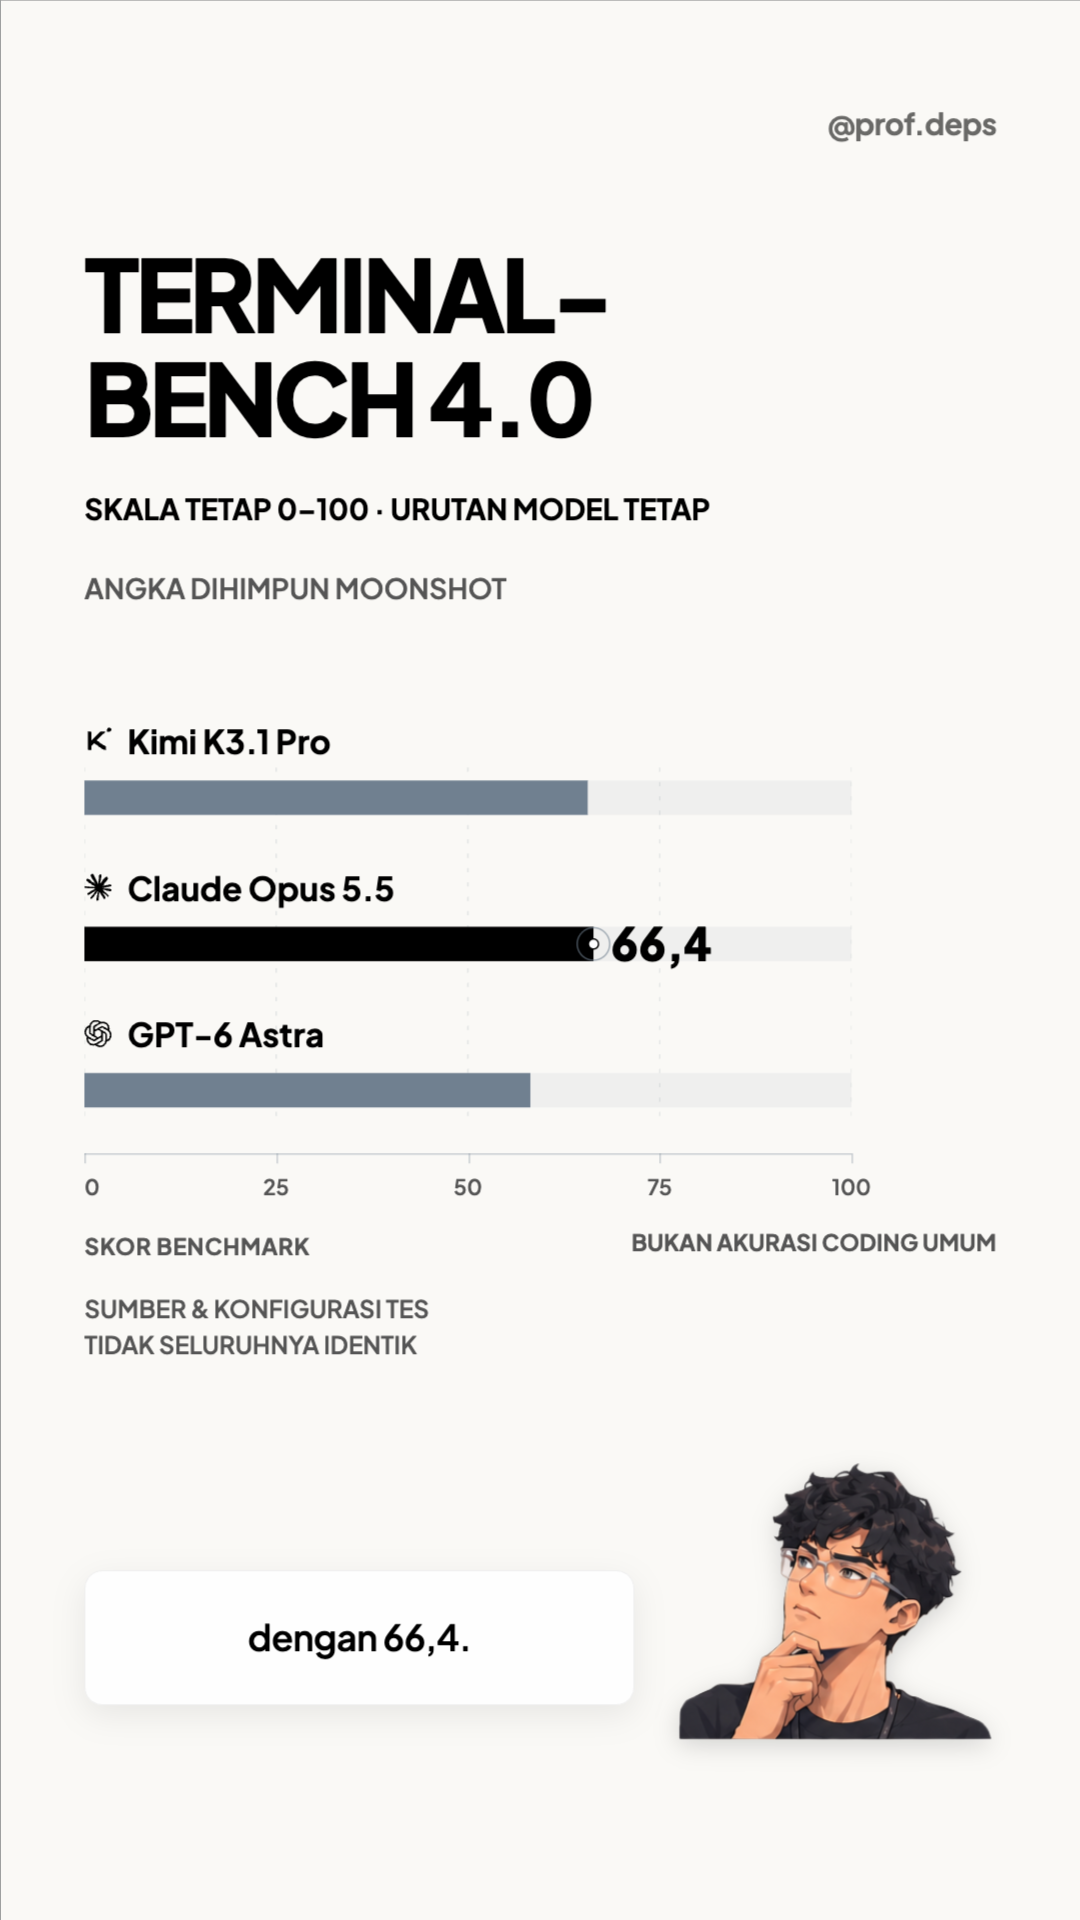 @prof.deps
TERMINAL-
BENCH 4.0
SKALA TETAP 0–100 · URUTAN MODEL TETAP
ANGKA DIHIMPUN MOONSHOT
Kimi K3.1 Pro
Claude Opus 5.5
66,4
GPT-6 Astra
0 25 50 75 100
SKOR BENCHMARK
BUKAN AKURASI CODING UMUM
SUMBER & KONFIGURASI TES
TIDAK SELURUHNYA IDENTIK
dengan 66,4.